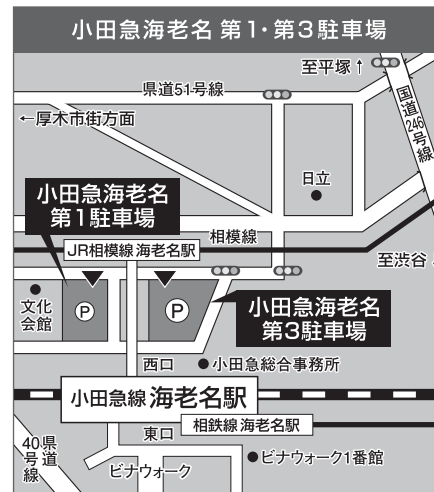 小田急海老名 第1・第3駐車場
至平塚↑
県道51号線
国道246号線
←厚木市街方面
日立
小田急海老名
第1駐車場
相模線
JR相模線 海老名駅
至渋谷
文化
会館
P
P
小田急海老名
第3駐車場
西口
小田急総合事務所
小田急線 海老名駅
東口
相鉄線 海老名駅
県道
40号線
ビナウォーク
ビナウォーク1番館